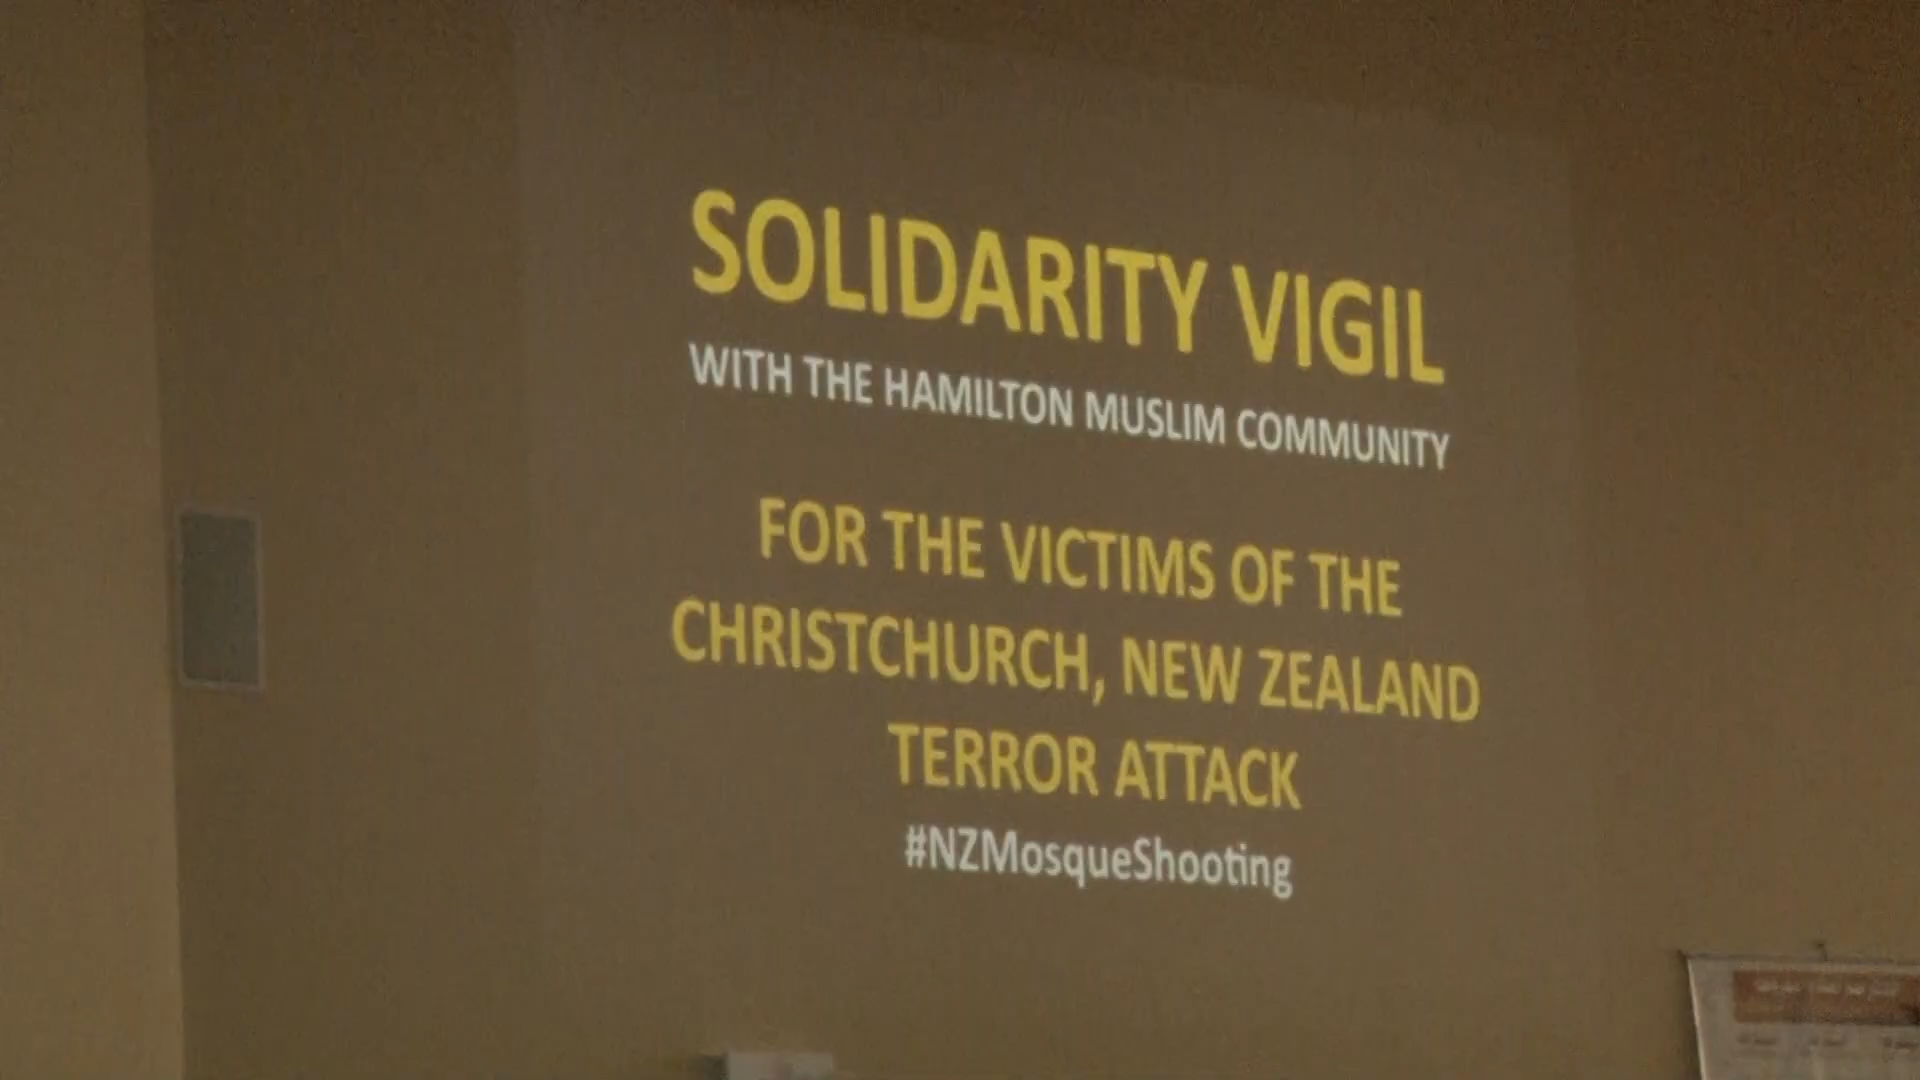 SOLIDARITY VIGIL
WITH THE HAMILTON MUSLIM COMMUNITY
FOR THE VICTIMS OF THE
CHRISTCHURCH, NEW ZEALAND
TERROR ATTACK
#NZMosqueShooting